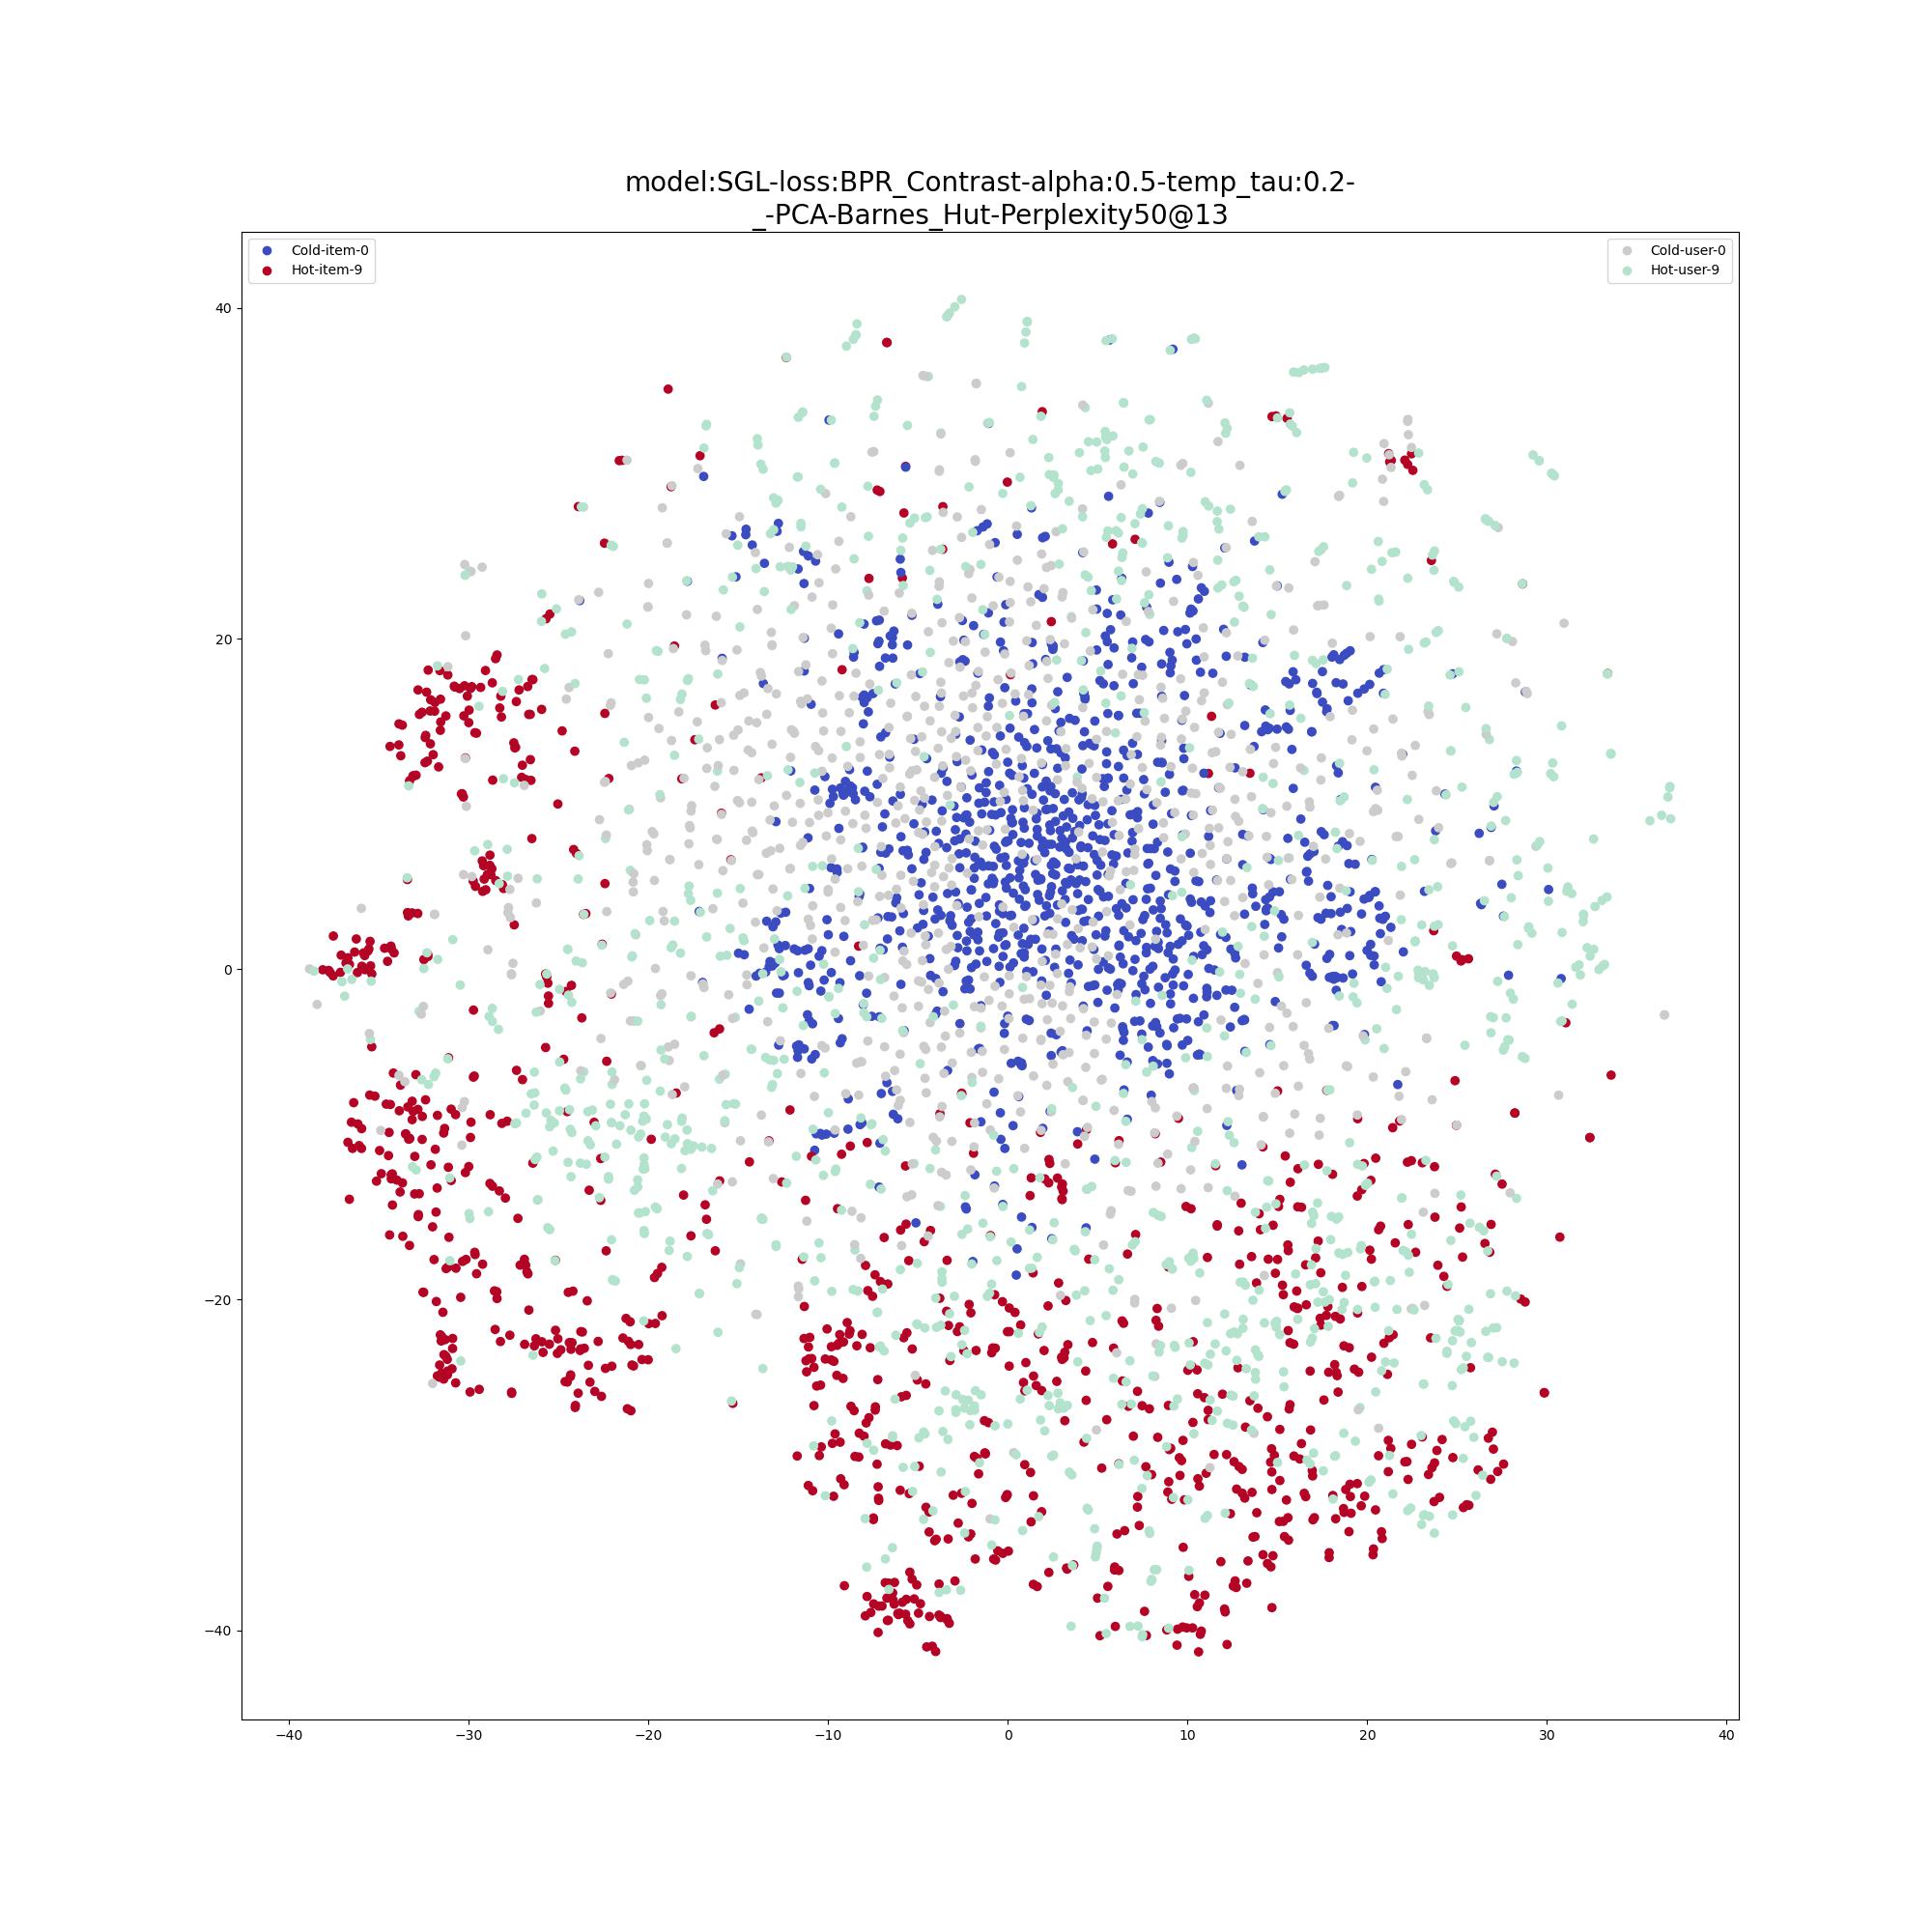 model:SGL-loss:BPR_Contrast-alpha:0.5-temp_tau:0.2-
_-PCA-Barnes_Hut-Perplexity50@13
Cold-item-0
Hot-item-9
Cold-user-0
Hot-user-9
40
20
0
−20
−40
−40 −30 −20 −10 0 10 20 30 40